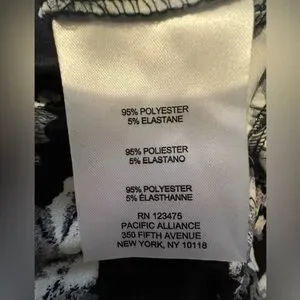 95% POLYESTER
5% ELASTANE
95% POLIESTER
5% ELASTANO
95% POLYESTER
5% ÉLASTHANNE
RN 123475
PACIFIC ALLIANCE
350 FIFTH AVENUE
NEW YORK, NY 10118